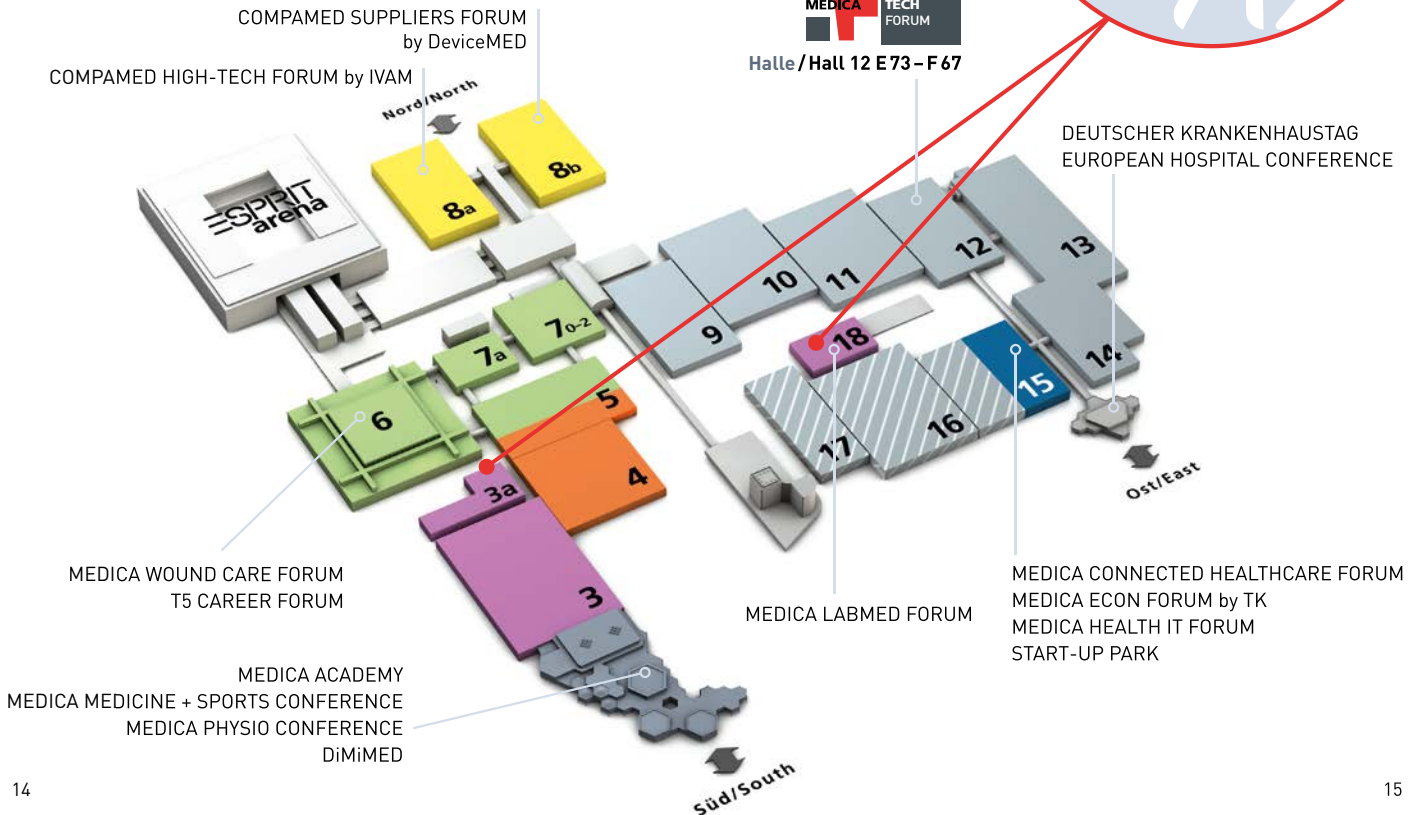 COMPAMED SUPPLIERS FORUM
by DeviceMED
COMPAMED HIGH-TECH FORUM by IVAM
MEDICA
TECH
FORUM
Halle / Hall 12 E 73 – F 67
Nord/North
DEUTSCHER KRANKENHAUSTAG
EUROPEAN HOSPITAL CONFERENCE
ESPRIT
arena
8a
8b
9
10
11
12
13
14
15
16
17
18
7 0–2
7a
6
5
4
3a
3
Ost/East
MEDICA WOUND CARE FORUM
T5 CAREER FORUM
MEDICA LABMED FORUM
MEDICA CONNECTED HEALTHCARE FORUM
MEDICA ECON FORUM by TK
MEDICA HEALTH IT FORUM
START-UP PARK
MEDICA ACADEMY
MEDICA MEDICINE + SPORTS CONFERENCE
MEDICA PHYSIO CONFERENCE
DiMiMED
Süd/South
14
15